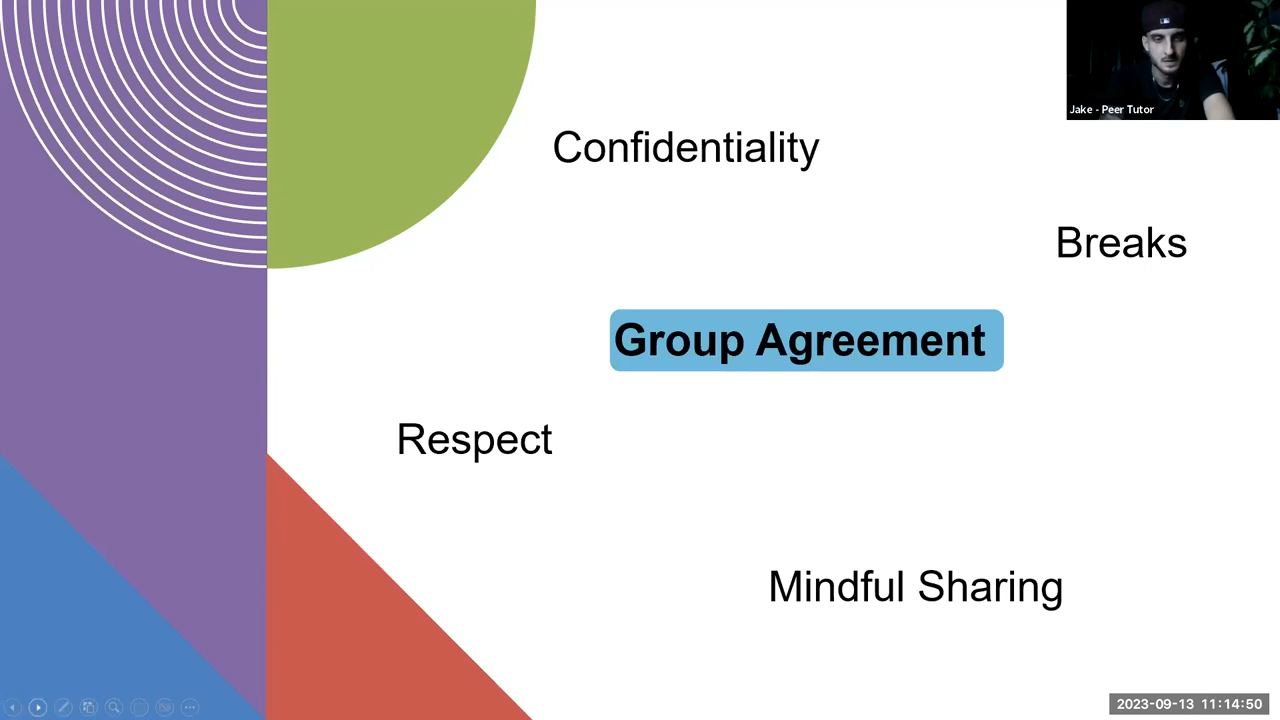 Jake - Peer Tutor
Confidentiality
Breaks
Group Agreement
Respect
Mindful Sharing
2023-09-13 11:14:50